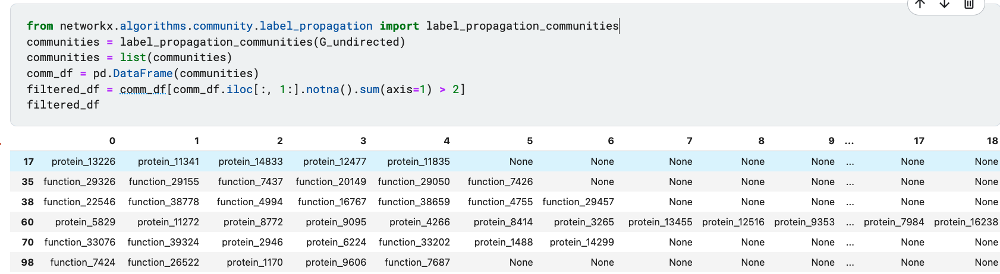 from networkx.algorithms.community.label_propagation import label_propagation_communities
communities = label_propagation_communities(G_undirected)
communities = list(communities)
comm_df = pd.DataFrame(communities)
filtered_df = comm_df[comm_df.iloc[:, 1:].notna().sum(axis=1) > 2]
filtered_df
0 1 2 3 4 5 6 7 8 9 ... 17 18
17 protein_13226 protein_11341 protein_14833 protein_12477 protein_11835 None None None None None ... None None
35 function_29326 function_29155 function_7437 function_20149 function_29050 function_7426 None None None None ... None None
38 function_22546 function_38778 function_4994 function_16767 function_38659 function_4755 function_29457 None None None ... None None
60 protein_5829 protein_11272 protein_8772 protein_9095 protein_4266 protein_8414 protein_3265 protein_13455 protein_12516 protein_9353 ... protein_7984 protein_16238
70 function_33076 function_39324 protein_2946 protein_6224 function_33202 protein_1488 protein_14299 None None None ... None None
98 function_7424 function_26522 protein_1170 protein_9606 function_7687 None None None None None ... None None